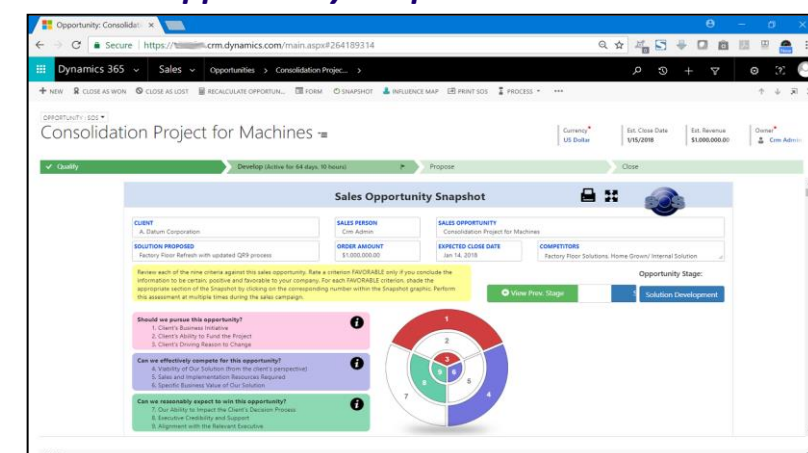 Opportunity: Consolidat
Secure https:// .crm.dynamics.com/main.aspx#264189314
Dynamics 365 Sales Opportunities > Consolidation Projec... >
+ NEW CLOSE AS WON CLOSE AS LOST RECALCULATE OPPORTUN... FORM SNAPSHOT INFLUENCE MAP PRINT SOS PROCESS ...
OPPORTUNITY : SOS
Consolidation Project for Machines
Currency* Est. Close Date Est. Revenue Owner*
US Dollar 1/15/2018 $1,000,000.00 Crm Admin
Qualify Develop (Active for 64 days, 10 hours) Propose Close
Sales Opportunity Snapshot
CLIENT SALES PERSON SALES OPPORTUNITY
A. Datum Corporation Crm Admin Consolidation Project for Machines
SOLUTION PROPOSED ORDER AMOUNT EXPECTED CLOSE DATE COMPETITORS
Factory Floor Refresh with updated QR9 process $1,000,000.00 Jan 14, 2018 Factory Floor Solutions, Home Grown/ Internal Solution
Review each of the nine criteria against this sales opportunity. Rate a criterion FAVORABLE only if you conclude the
information to be certain, positive and favorable to your company. For each FAVORABLE criterion, shade the
appropriate section of the Snapshot by clicking on the corresponding number within the Snapshot graphic. Perform
this assessment at multiple times during the sales campaign.
Opportunity Stage:
View Prev. Stage Solution Development
Should we pursue this opportunity?
1. Client's Business Initiative
2. Client's Ability to Fund the Project
3. Client's Driving Reason to Change
Can we effectively compete for this opportunity?
4. Viability of Our Solution (from the client's perspective)
5. Sales and Implementation Resources Required
6. Specific Business Value of Our Solution
Can we reasonably expect to win this opportunity?
7. Our Ability to Impact the Client's Decision Process
8. Executive Credibility and Support
9. Alignment with the Relevant Executive
1
2
3
9 6
8 5
7 4